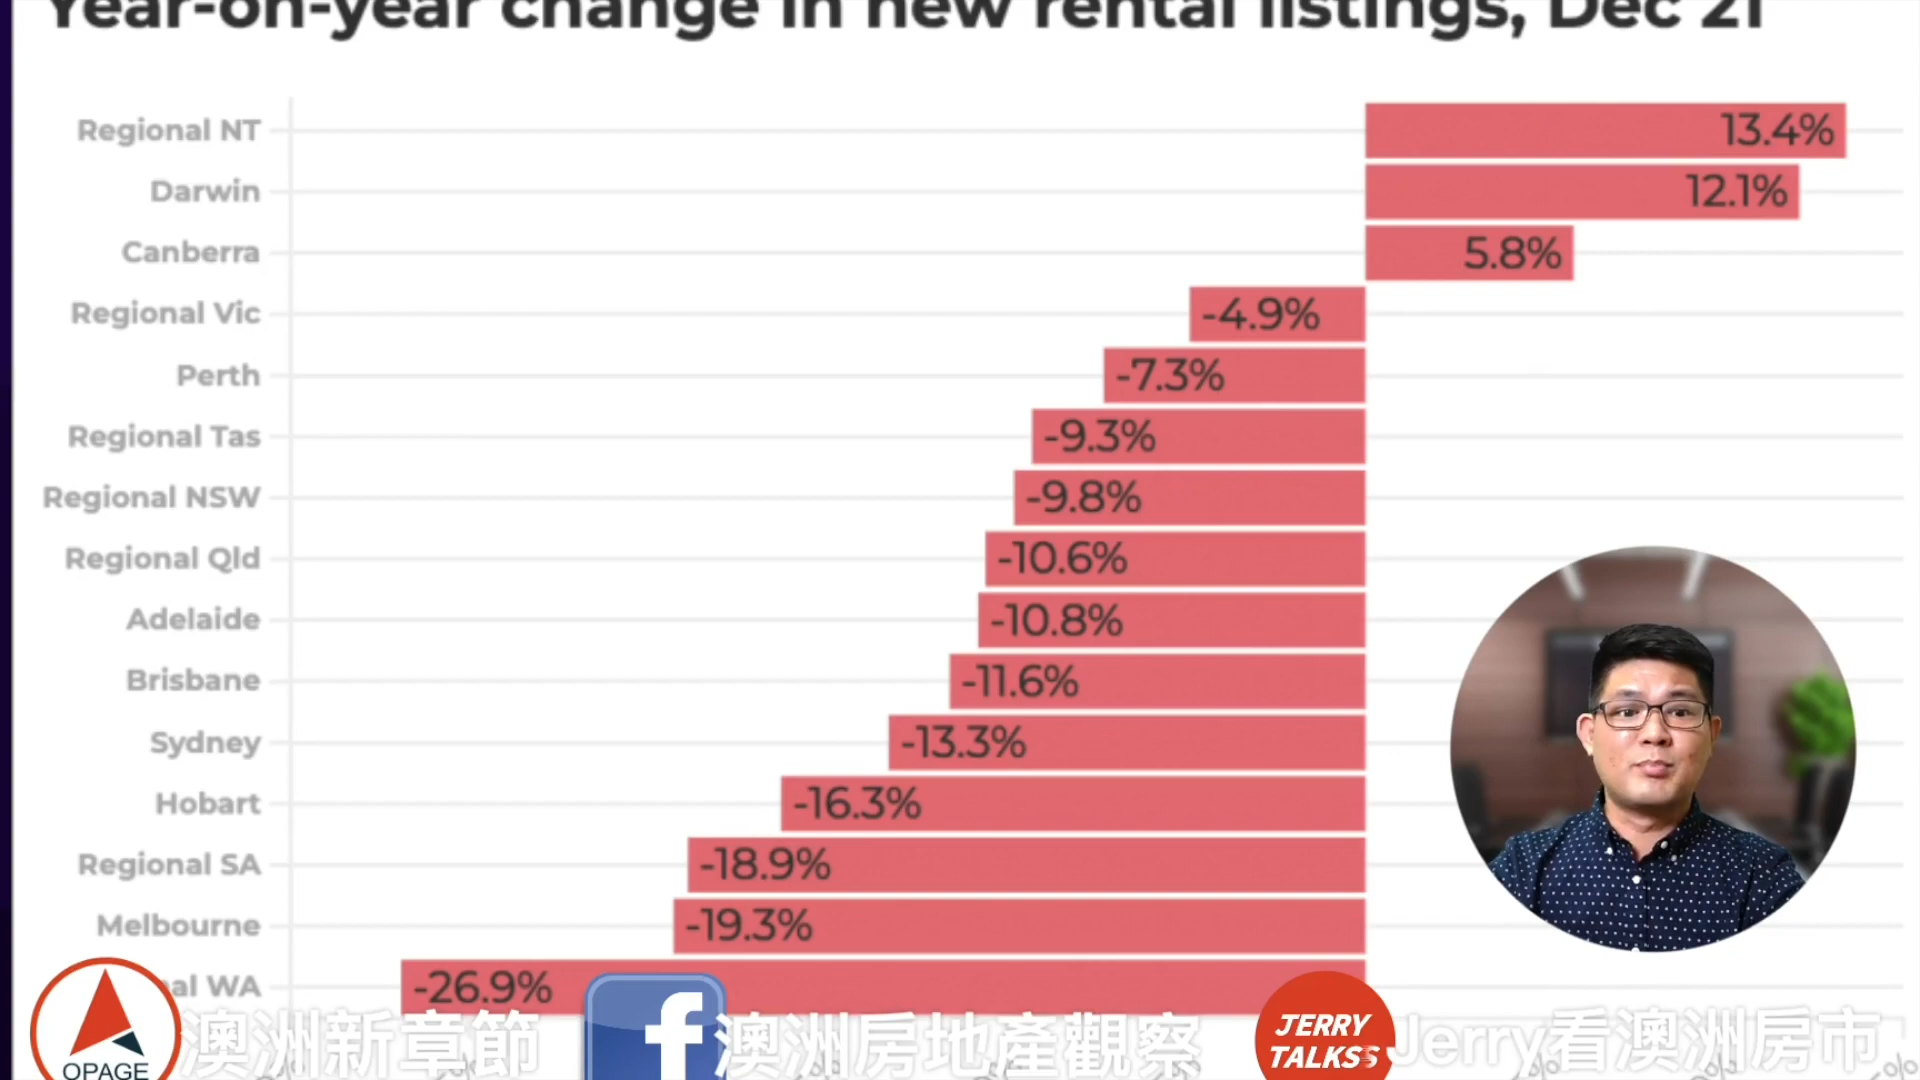 Year-on-year change in new rental listings, Dec 21
Regional NT 13.4%
Darwin 12.1%
Canberra 5.8%
Regional Vic -4.9%
Perth -7.3%
Regional Tas -9.3%
Regional NSW -9.8%
Regional Qld -10.6%
Adelaide -10.8%
Brisbane -11.6%
Sydney -13.3%
Hobart -16.3%
Regional SA -18.9%
Melbourne -19.3%
WA -26.9%
OPAGE 澳洲新章節 f 澳洲房地產觀察 JERRY TALKS Jerry看澳洲房市